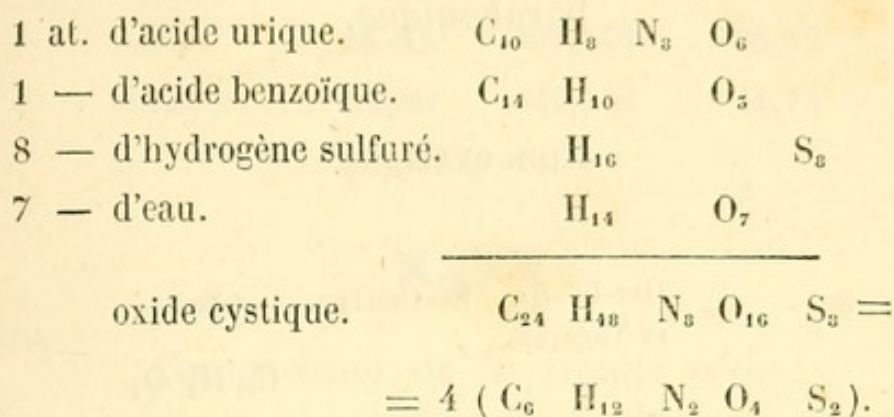 1 at. d'acide urique. C₁₀ H₈ N₈ O₆
1 — d'acide benzoïque. C₁₄ H₁₀ O₃
8 — d'hydrogène sulfuré. H₁₆ S₈
7 — d'eau. H₁₄ O₇
oxide cystique. C₂₄ H₄₈ N₈ O₁₆ S₈ =
= 4 ( C₆ H₁₂ N₂ O₄ S₂).